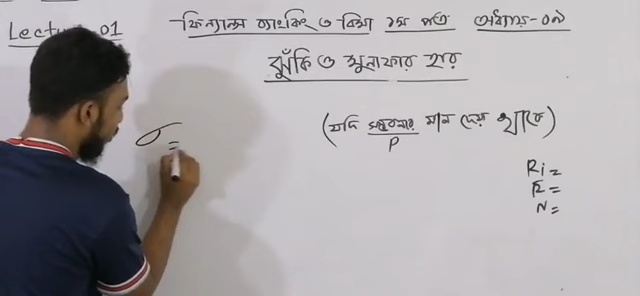 Lecture 01
ফিন্যান্স ব্যাংকিং ও বিমা ১ম পত্র অধ্যায়-০৯
ঝুঁকি ও মুনাফার হার
(যদি সম্ভাবনার মান দেয়া থাকে)
P
σ =
Ri =
R̄ =
N =